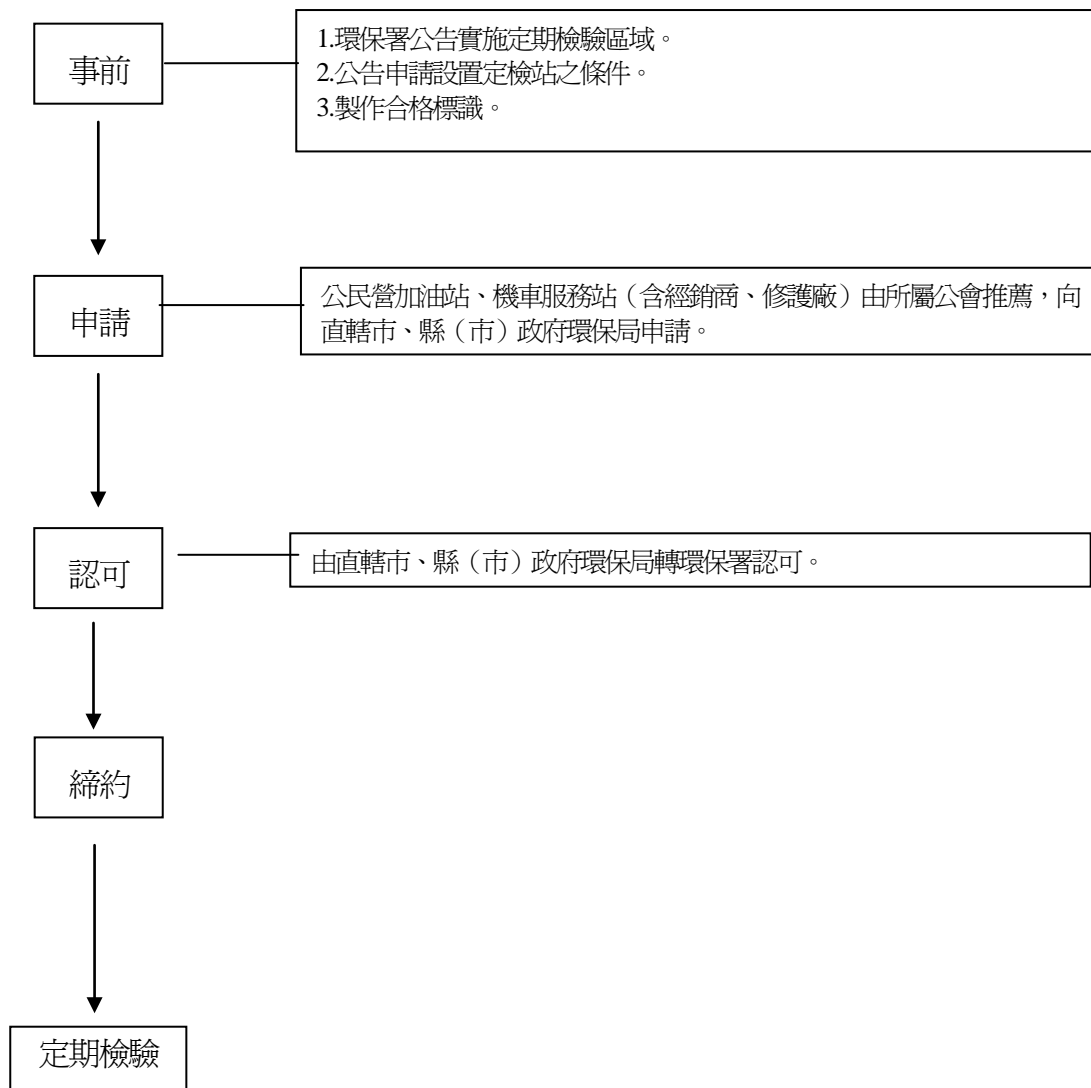 事前
1.環保署公告實施定期檢驗區域。
2.公告申請設置定檢站之條件。
3.製作合格標識。
申請
公民營加油站、機車服務站（含經銷商、修護廠）由所屬公會推薦，向
直轄市、縣（市）政府環保局申請。
認可
由直轄市、縣（市）政府環保局轉環保署認可。
締約
定期檢驗